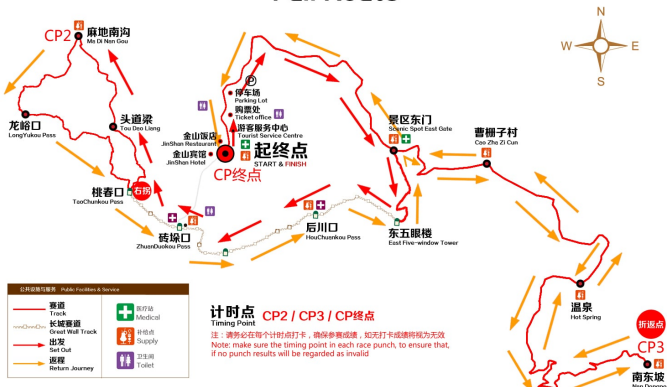 N
W
E
S
CP2
麻地南沟
Ma Di Nan Gou
P
停车场
Parking Lot
购票处
Ticket office
游客服务中心
Tourist Service Centre
景区东门
Scenic Spot East Gate
曹棚子村
Cao Zhe Zi Cun
龙峪口
LongYukou Pass
头道梁
Tou Dao Liang
金山饭店
JinShan Restaurant
金山宾馆
JinShan Hotel
起终点
START & FINISH
CP终点
桃春口
TaoChunkou Pass
右拐
砖垛口
ZhuanDuokou Pass
后川口
HouChuankou Pass
东五眼楼
East Five-window Tower
温泉
Hot Spring
折返点
CP3
南东坡
公共设施与服务 Public Facilities & Service
赛道
Track
长城赛道
Great Wall Track
出发
Set Out
返程
Return Journey
医疗站
Medical
补给点
Supply
卫生间
Toilet
计时点 CP2 / CP3 / CP终点
Timing Point
注：请务必在每个计时点打卡，确保参赛成绩，如无打卡成绩将视为无效
Note: make sure the timing point in each race punch, to ensure that,
if no punch results will be regarded as invalid